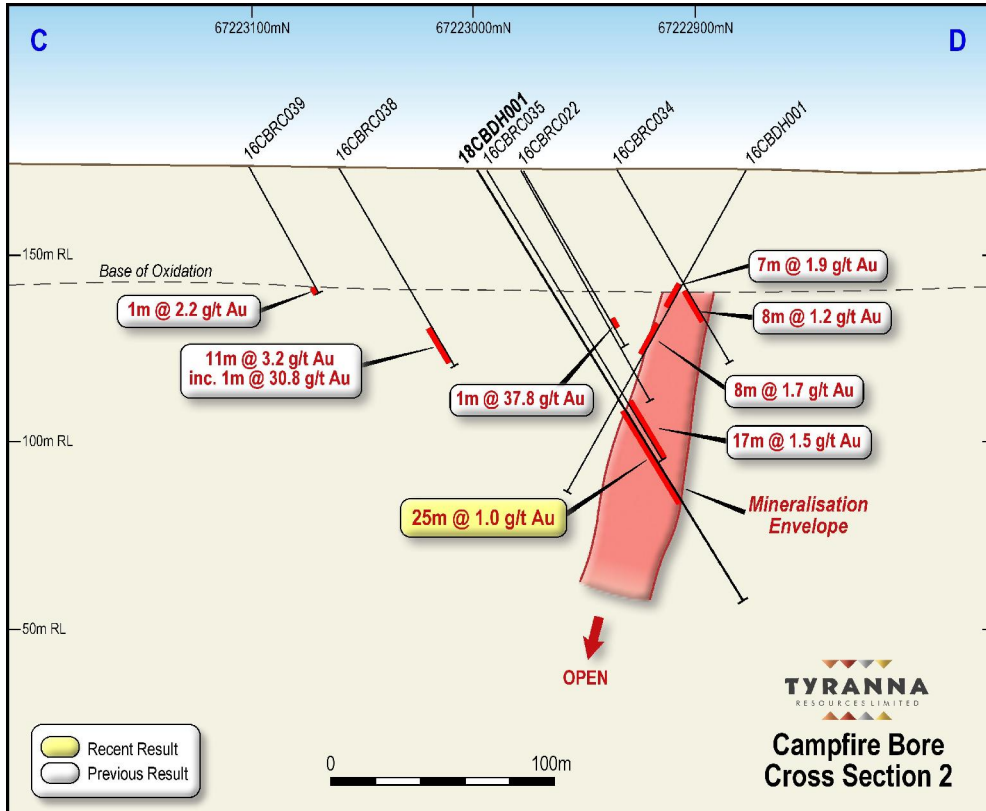 67223100mN
67223000mN
67222900mN
C
D
16CBRC039
16CBRC038
18CBDH001
16CBRC035
16CBRC022
16CBRC034
16CBDH001
150m RL
Base of Oxidation
1m @ 2.2 g/t Au
11m @ 3.2 g/t Au
inc. 1m @ 30.8 g/t Au
1m @ 37.8 g/t Au
7m @ 1.9 g/t Au
8m @ 1.2 g/t Au
8m @ 1.7 g/t Au
17m @ 1.5 g/t Au
100m RL
25m @ 1.0 g/t Au
Mineralisation
Envelope
50m RL
OPEN
TYRANNA
RESOURCES LIMITED
Campfire Bore
Cross Section 2
Recent Result
Previous Result
0
100m